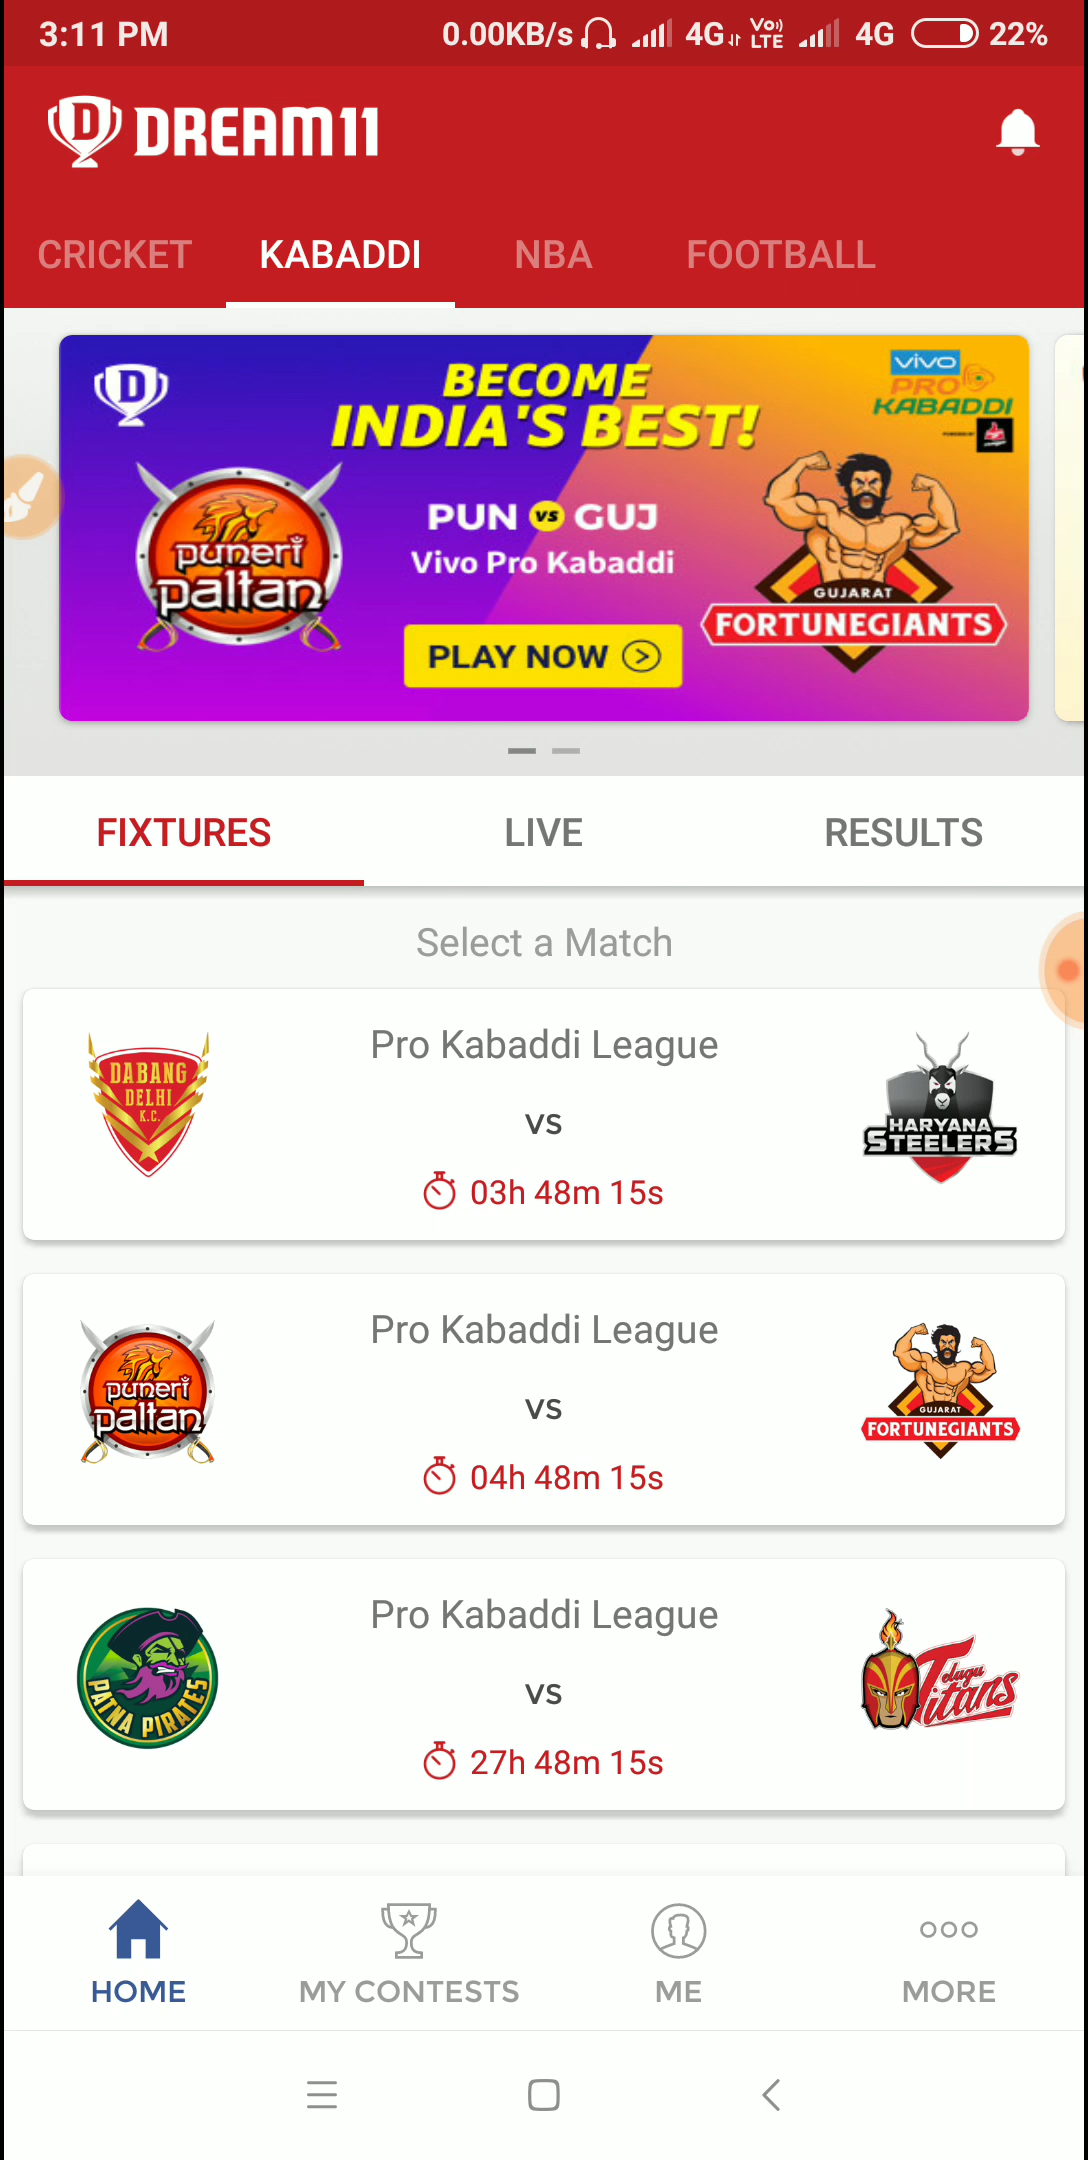 3:11 PM 0.00KB/s 4G VoLTE 4G 22%
D DREAM11
CRICKET KABADDI NBA FOOTBALL
D
BECOME
INDIA'S BEST!
vivo
PRO
KABADDI
PUN VS GUJ
Vivo Pro Kabaddi
puneri
paltan
GUJARAT
FORTUNEGIANTS
PLAY NOW
FIXTURES LIVE RESULTS
Select a Match
Pro Kabaddi League
DABANG
DELHI
K.C.
vs
HARYANA
STEELERS
03h 48m 15s
Pro Kabaddi League
puneri
paltan
vs
GUJARAT
FORTUNEGIANTS
04h 48m 15s
Pro Kabaddi League
PATNA PIRATES
vs
Telugu
Titans
27h 48m 15s
HOME MY CONTESTS ME MORE